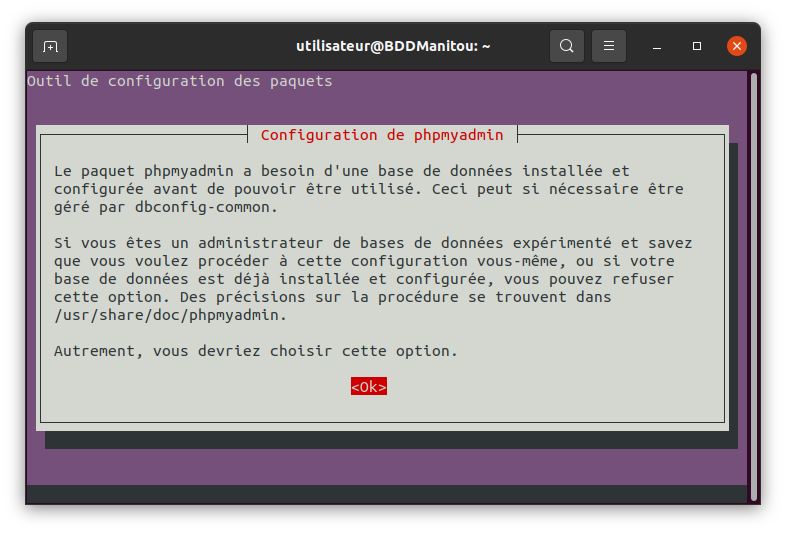 utilisateur@BDDManitou: ~
Outil de configuration des paquets
Configuration de phpmyadmin
Le paquet phpmyadmin a besoin d'une base de données installée et
configurée avant de pouvoir être utilisé. Ceci peut si nécessaire être
géré par dbconfig-common.
Si vous êtes un administrateur de bases de données expérimenté et savez
que vous voulez procéder à cette configuration vous-même, ou si votre
base de données est déjà installée et configurée, vous pouvez refuser
cette option. Des précisions sur la procédure se trouvent dans
/usr/share/doc/phpmyadmin.
Autrement, vous devriez choisir cette option.
<Ok>